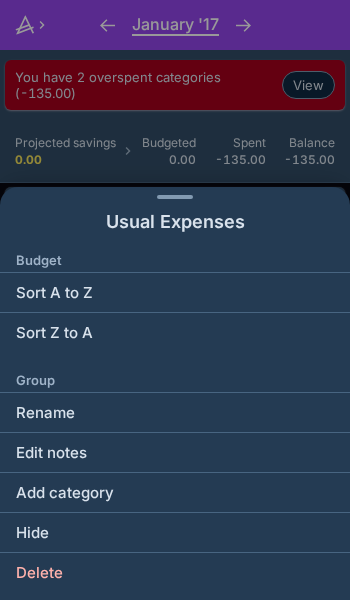 January '17
You have 2 overspent categories
(-135.00)
View
Projected savings
Budgeted
Spent
Balance
0.00
0.00
-135.00
-135.00
Usual Expenses
Budget
Sort A to Z
Sort Z to A
Group
Rename
Edit notes
Add category
Hide
Delete